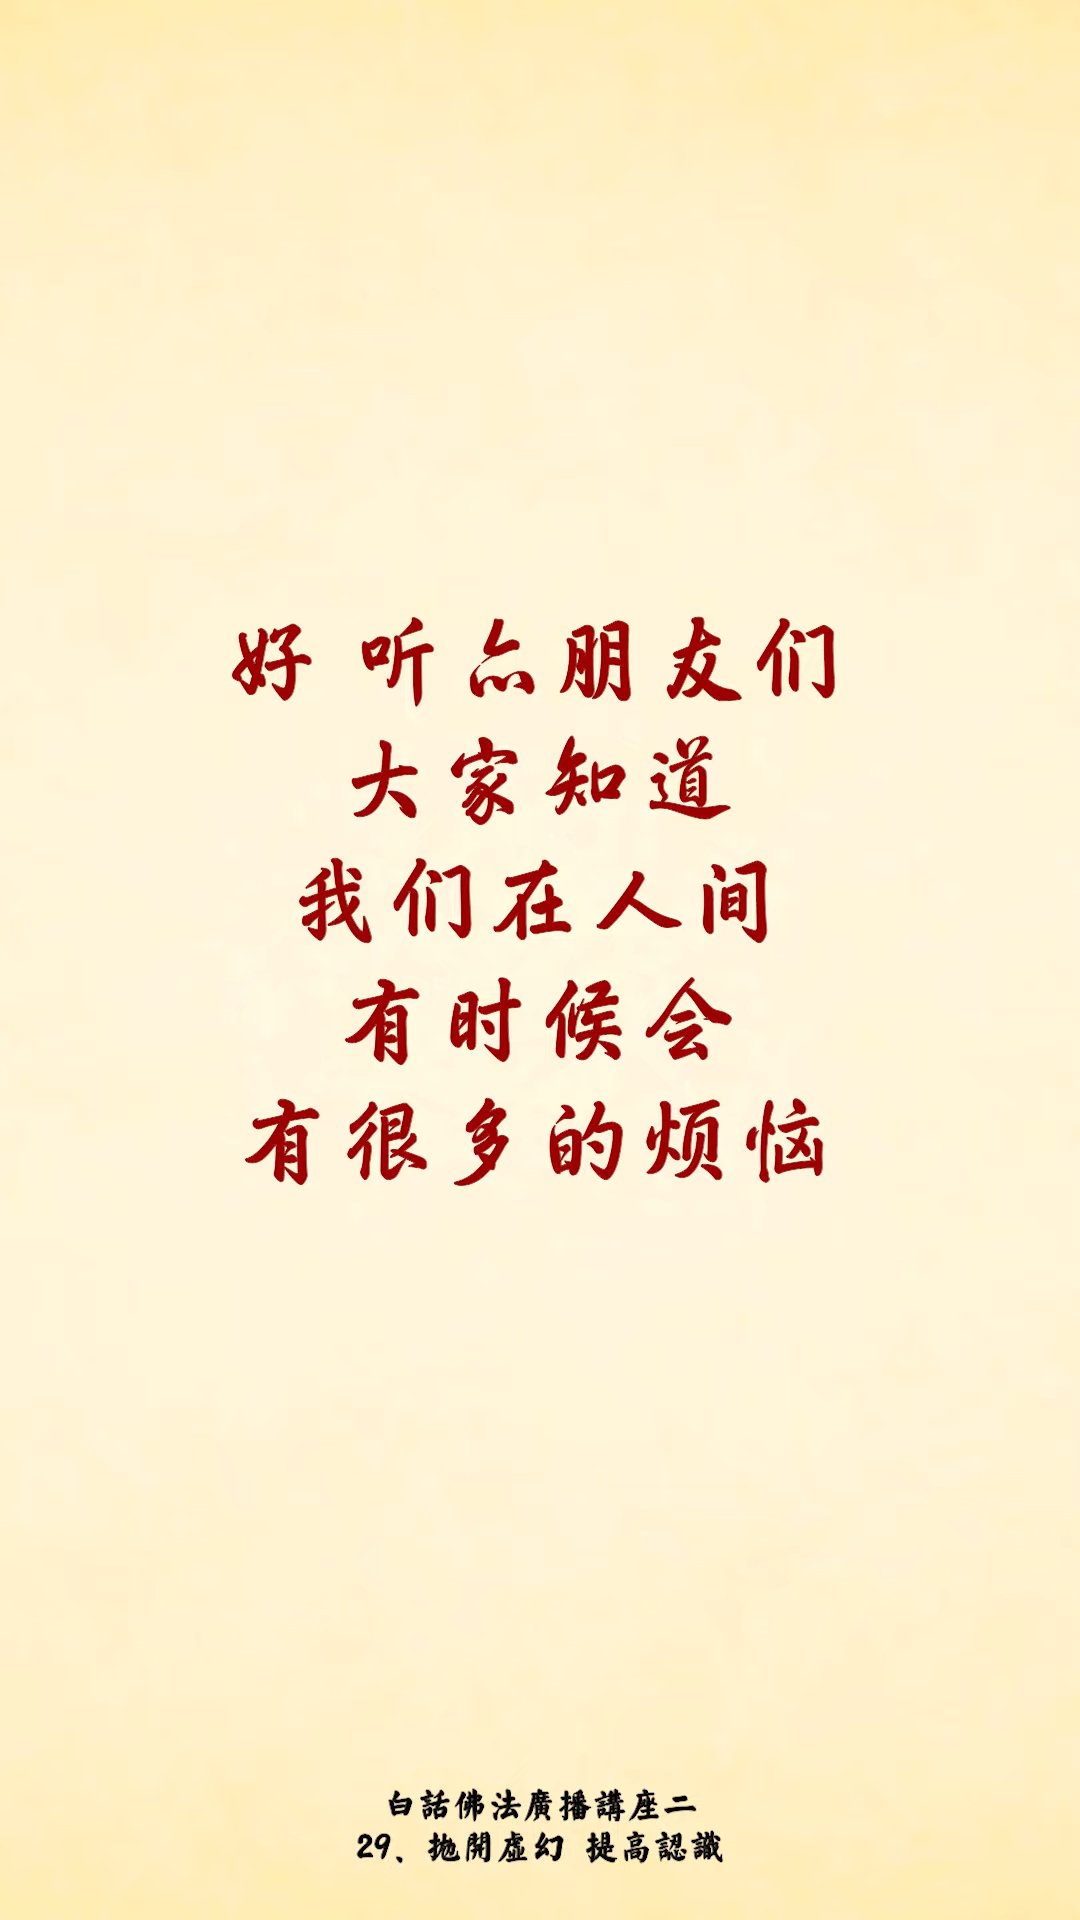 好 听众朋友们
大家知道
我们在人间
有时候会
有很多的烦恼
白話佛法廣播講座二
29、拋開虛幻 提高認識